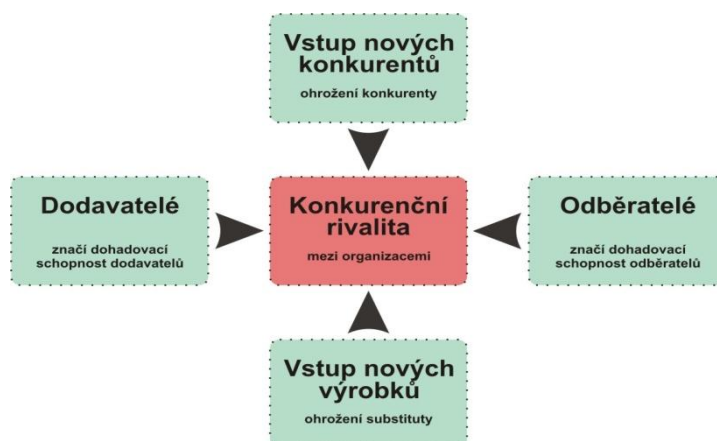 Vstup nových
konkurentů
ohrožení konkurenty
Dodavatelé
značí dohadovací
schopnost dodavatelů
Konkurenční
rivalita
mezi organizacemi
Odběratelé
značí dohadovací
schopnost odběratelů
Vstup nových
výrobků
ohrožení substituty